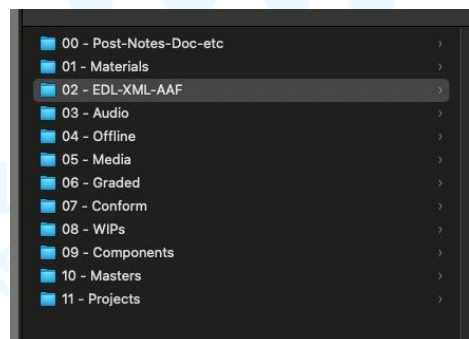 00 - Post-Notes-Doc-etc
01 - Materials
02 - EDL-XML-AAF
03 - Audio
04 - Offline
05 - Media
06 - Graded
07 - Conform
08 - WIPs
09 - Components
10 - Masters
11 - Projects